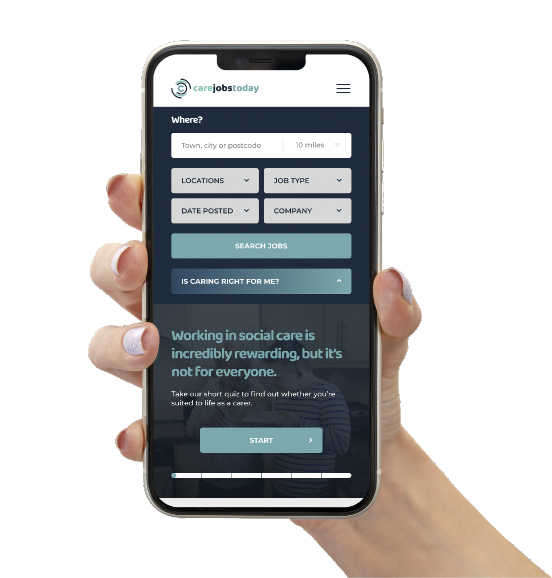 carejobstoday
Where?
Town, city or postcode
10 miles
LOCATIONS
JOB TYPE
DATE POSTED
COMPANY
SEARCH JOBS
IS CARING RIGHT FOR ME?
Working in social care is
incredibly rewarding, but it's
not for everyone.
Take our short quiz to find out whether you're
suited to life as a carer.
START